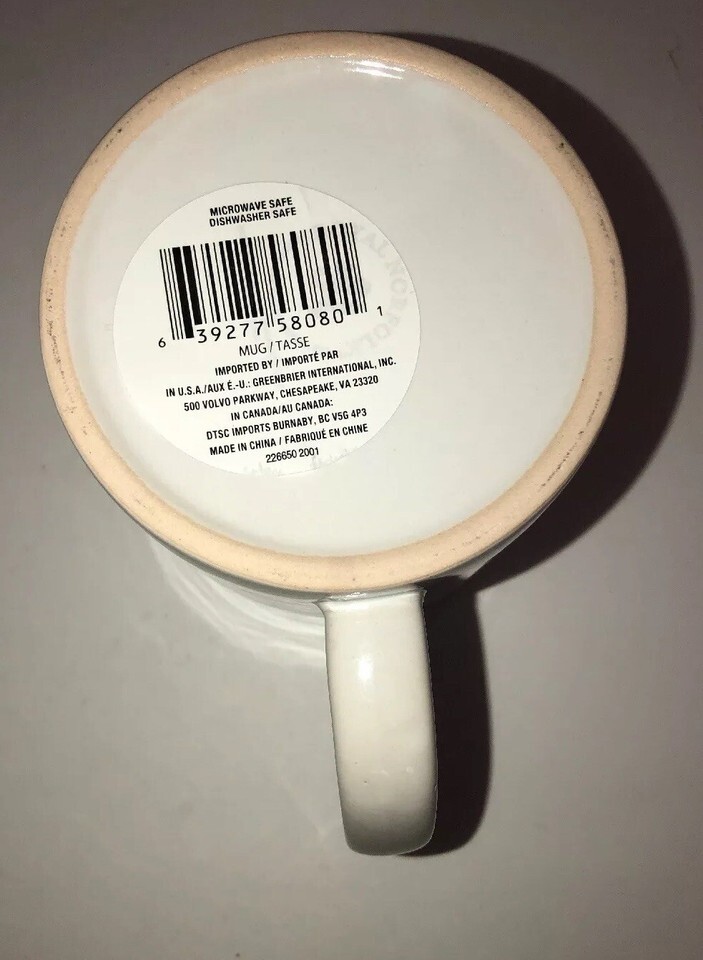 MICROWAVE SAFE
DISHWASHER SAFE
6 39277 58080 1
MUG / TASSE
IMPORTED BY / IMPORTÉ PAR
IN U.S.A./AUX É.-U.: GREENBRIER INTERNATIONAL, INC.
500 VOLVO PARKWAY, CHESAPEAKE, VA 23320
IN CANADA/AU CANADA:
DTSC IMPORTS BURNABY, BC V5G 4P3
MADE IN CHINA / FABRIQUÉ EN CHINE
226650 2001